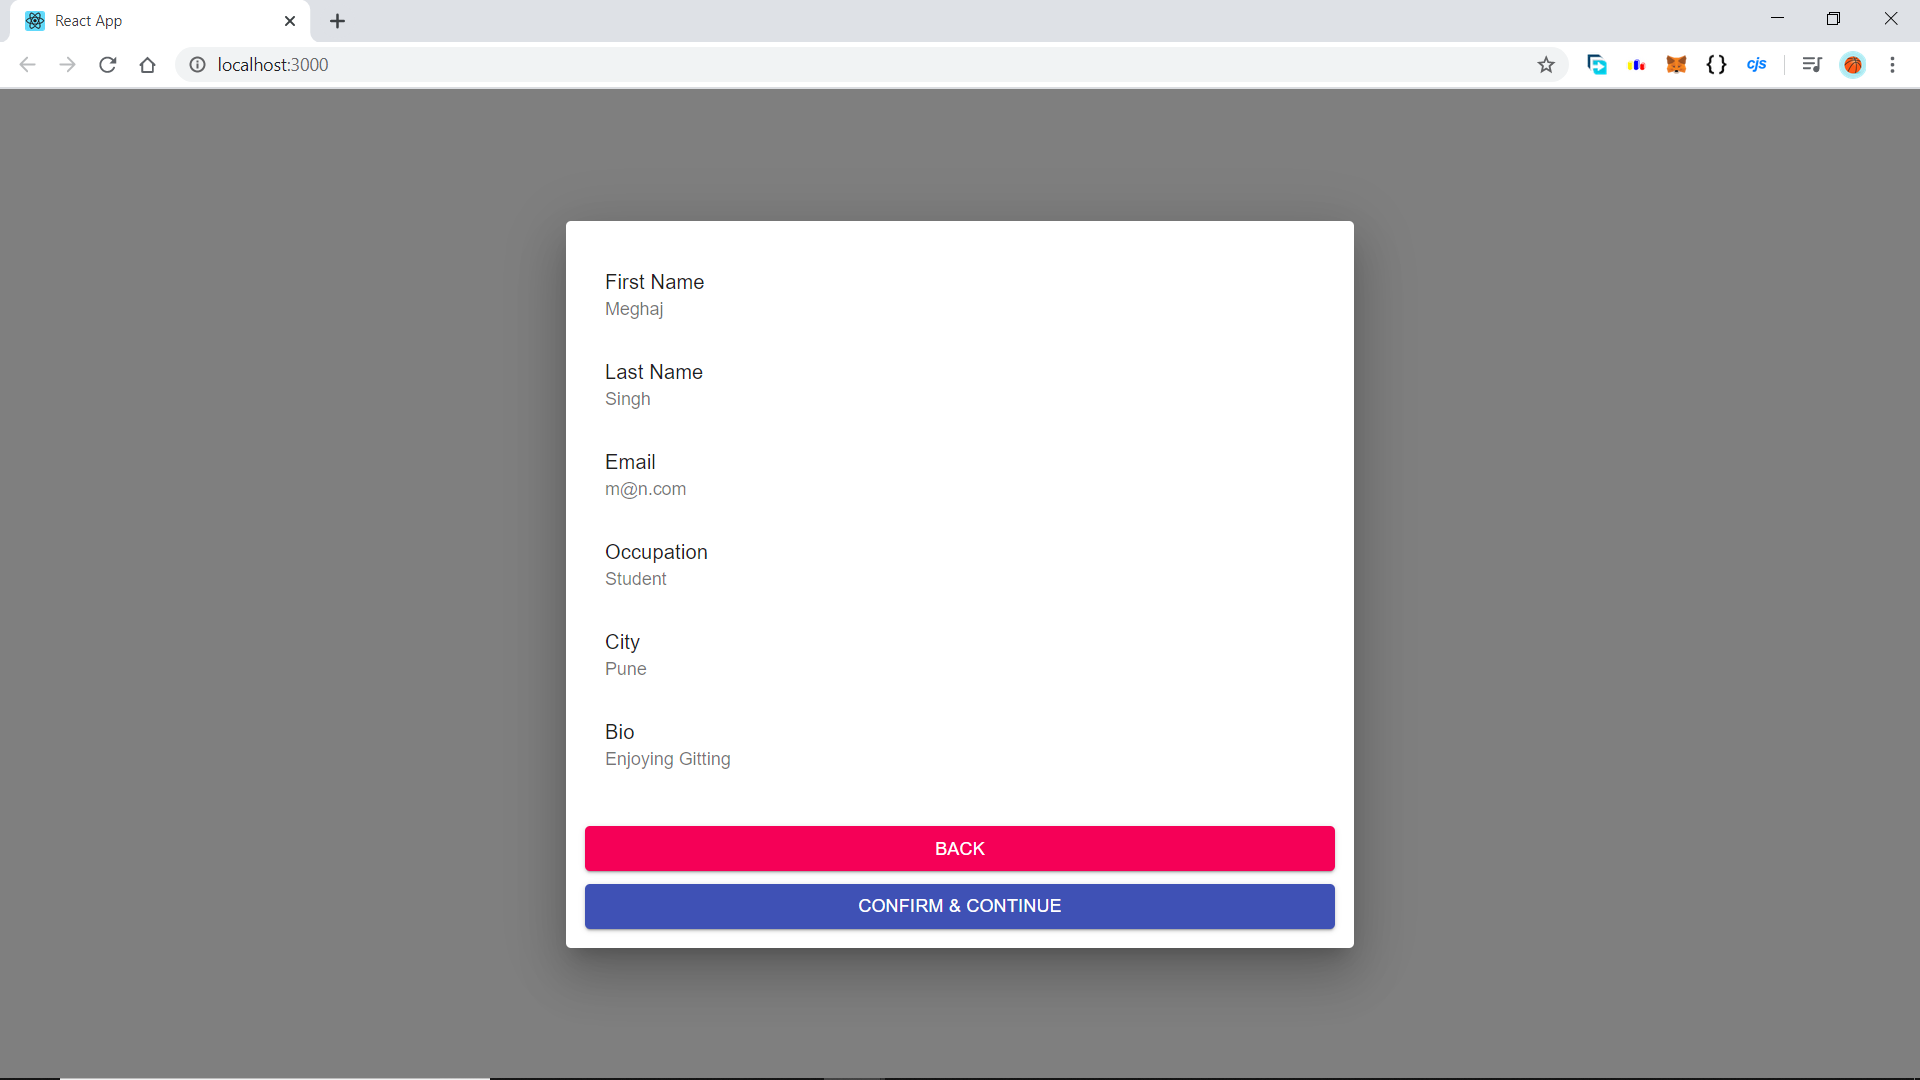 React App
localhost:3000
{ } cjs
First Name
Meghaj
Last Name
Singh
Email
m@n.com
Occupation
Student
City
Pune
Bio
Enjoying Gitting
BACK
CONFIRM & CONTINUE